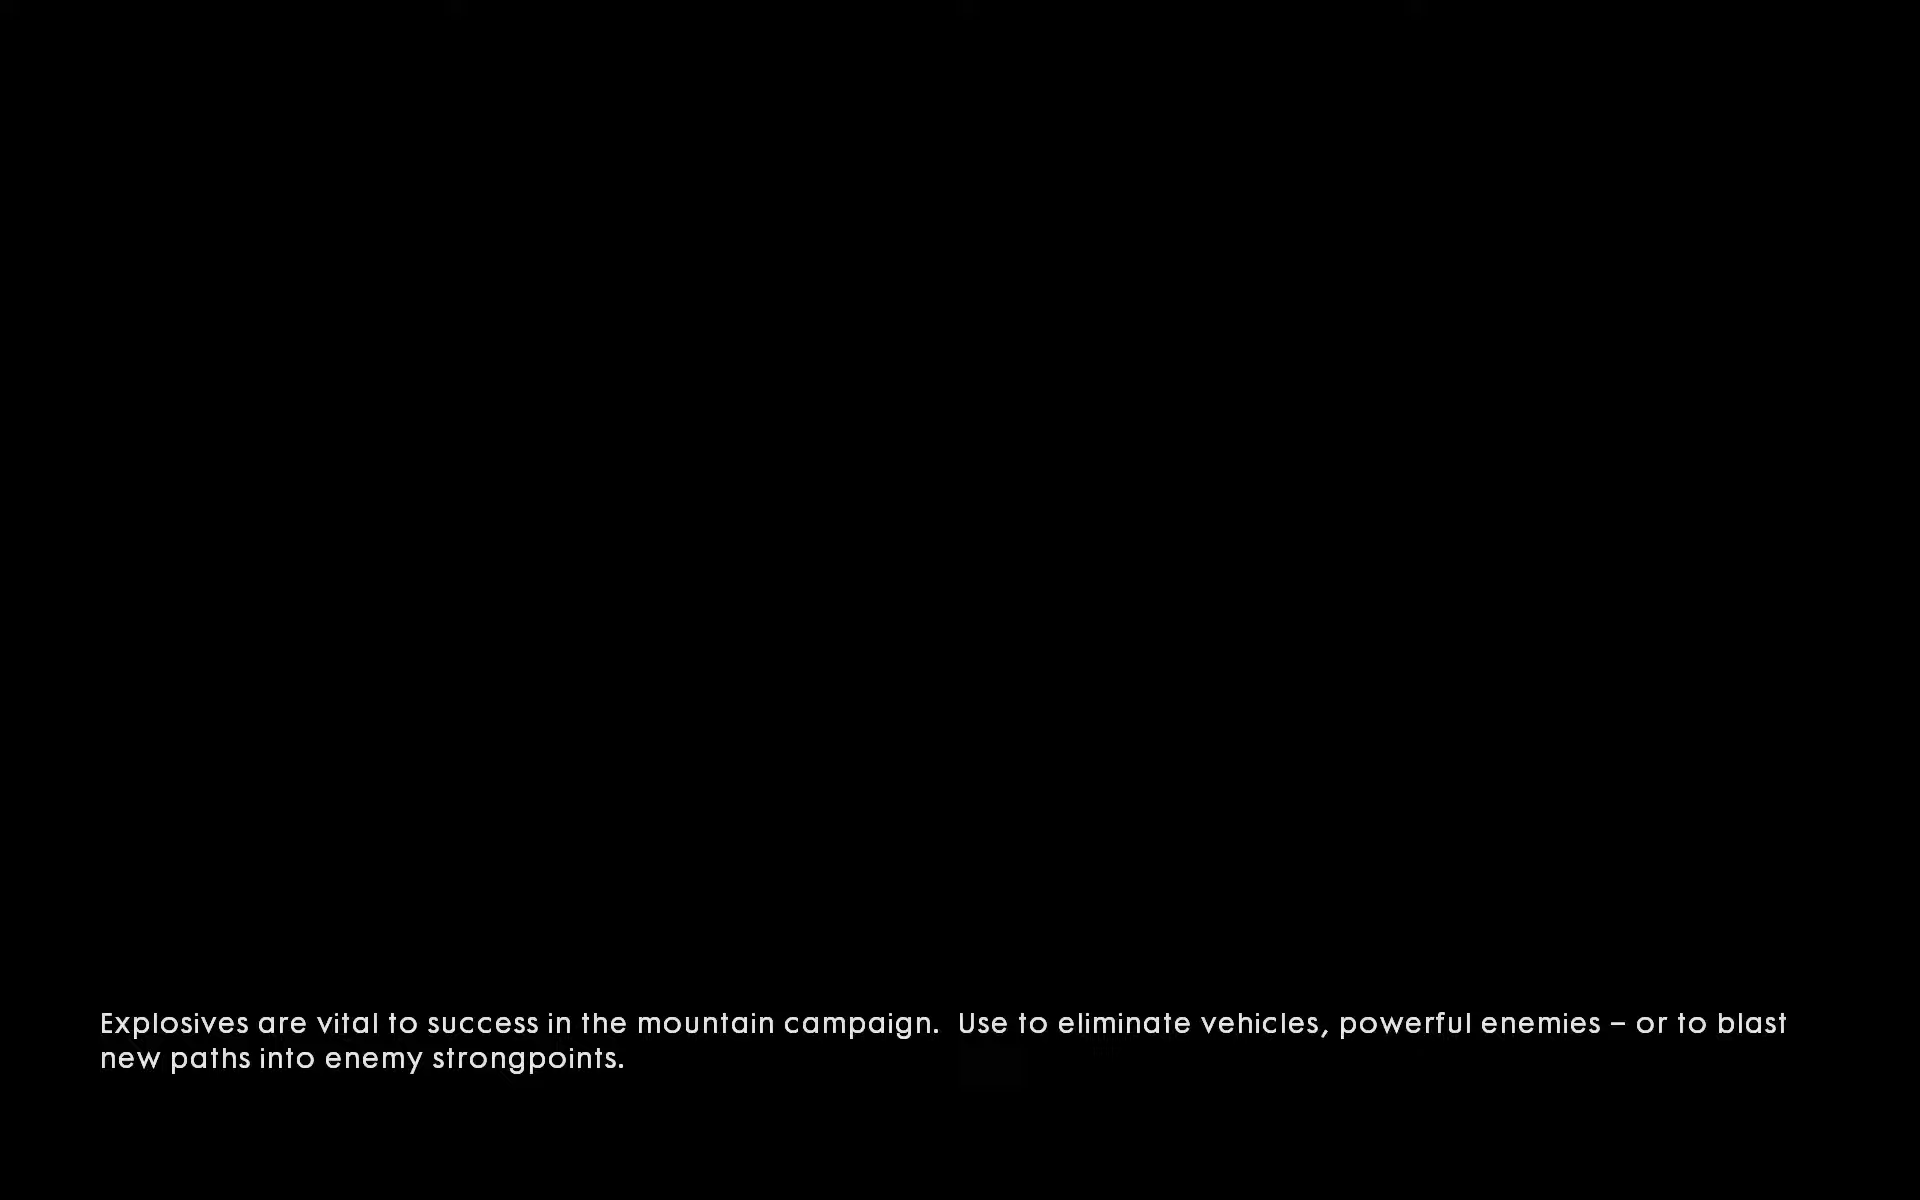 Explosives are vital to success in the mountain campaign.  Use to eliminate vehicles, powerful enemies – or to blast
new paths into enemy strongpoints.